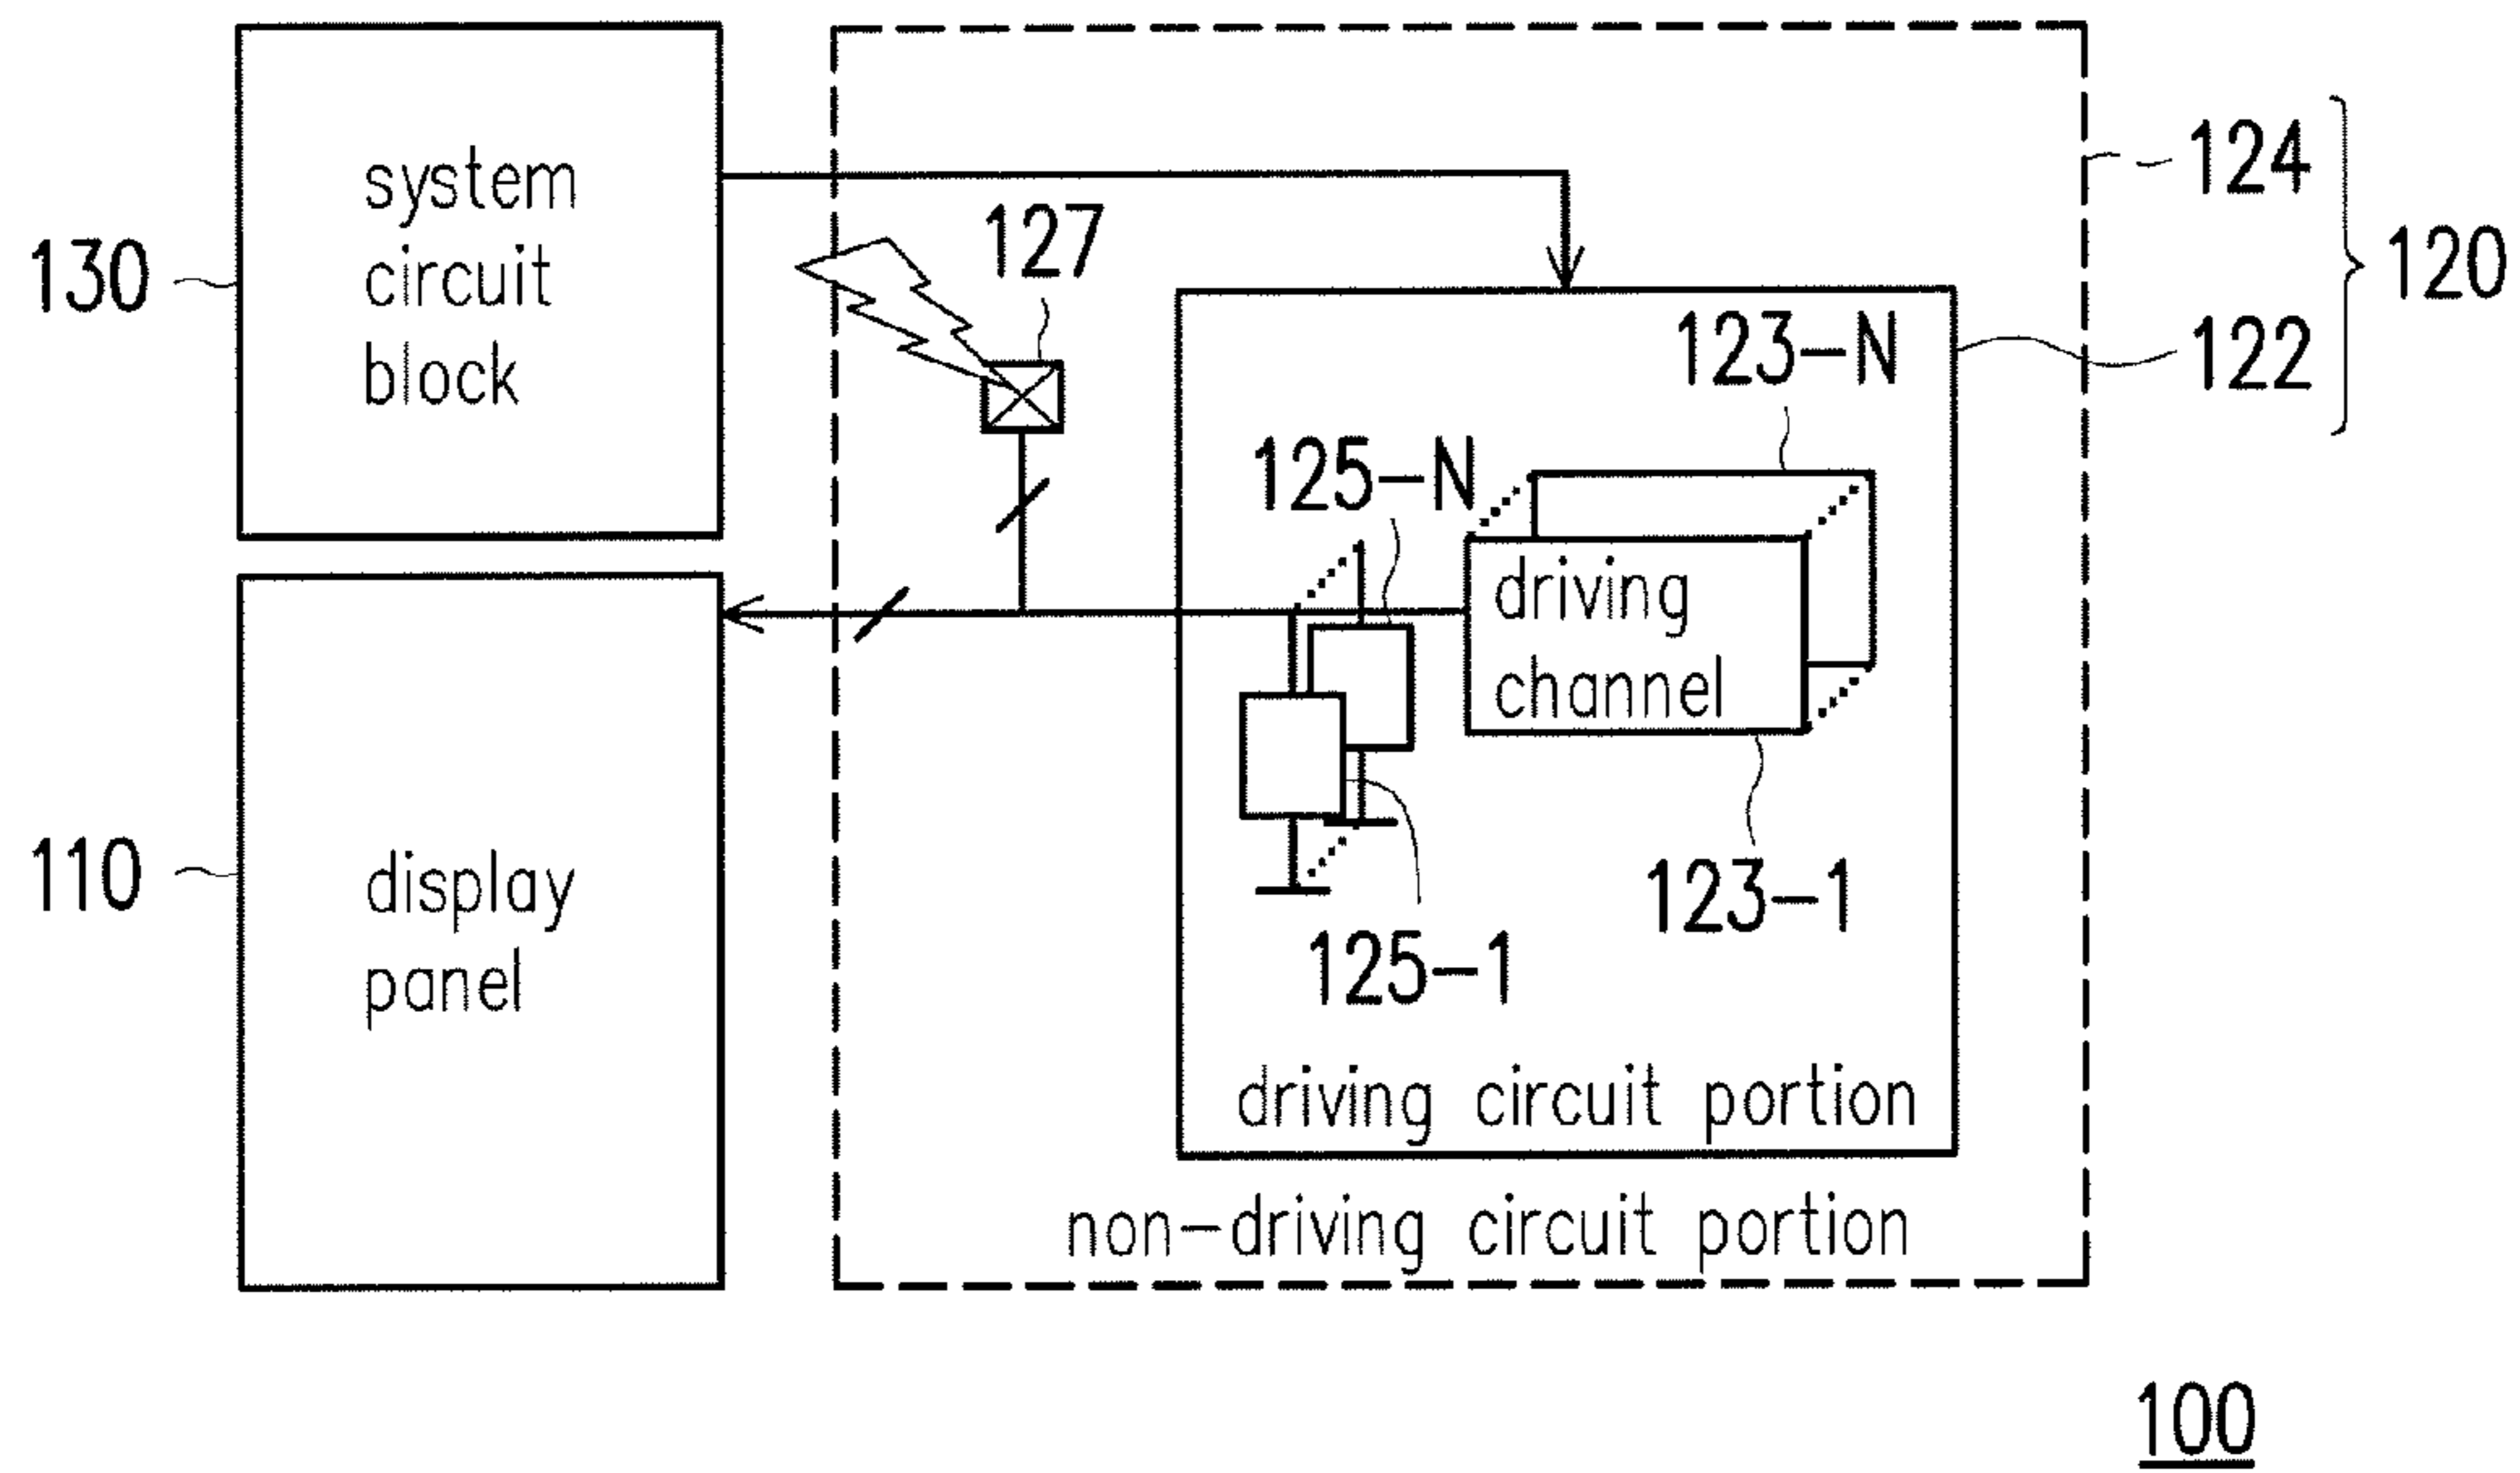 system
circuit
block
130
127
124
120
122
123-N
125-N
driving
channel
123-1
125-1
110
display
panel
driving circuit portion
non-driving circuit portion
100